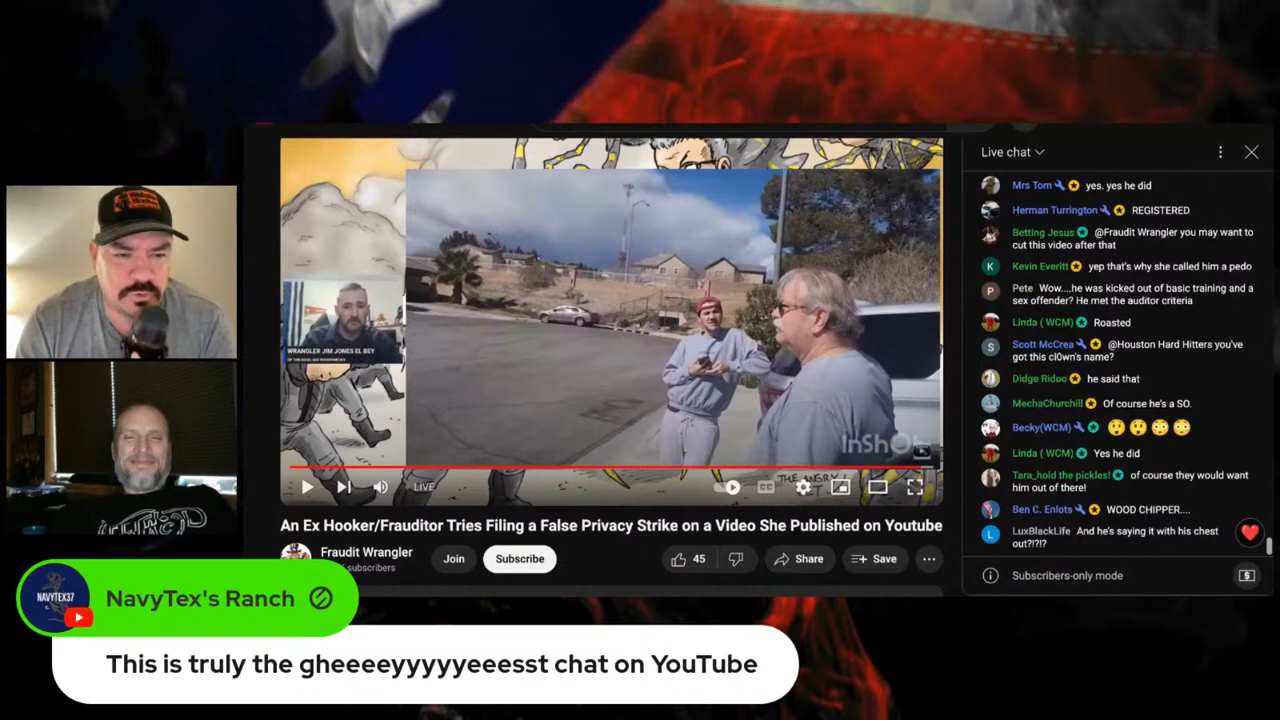 Live chat
Mrs Tom yes. yes he did
Herman Turrington REGISTERED
Betting Jesus @Fraudit Wrangler you may want to
cut this video after that
K
Kevin Everitt yep that's why she called him a pedo
P
Pete Wow....he was kicked out of basic training and a
sex offender? He met the auditor criteria
Linda ( WCM) Roasted
S
Scott McCrea @Houston Hard Hitters you've
got this cl0wn's name?
Didge Ridoo he said that
MechaChurchill Of course he's a SO.
Becky(WCM) 😲 😲 😳 😳
Linda ( WCM) Yes he did
Tara_hold the pickles! of course they would want
him out of there!
Ben C. Enlots WOOD CHIPPER....
L
LuxBlackLife And he's saying it with his chest
out?!?!?
Subscribers-only mode
WRANGLER JIM JONES EL BEY
InShOt
THE ANGRY
LIVE
CC
An Ex Hooker/Frauditor Tries Filing a False Privacy Strike on a Video She Published on Youtube
Fraudit Wrangler
subscribers
Join
Subscribe
45
Share
Save
NAVYTEX37
NavyTex's Ranch
This is truly the gheeeeyyyyyeeesst chat on YouTube